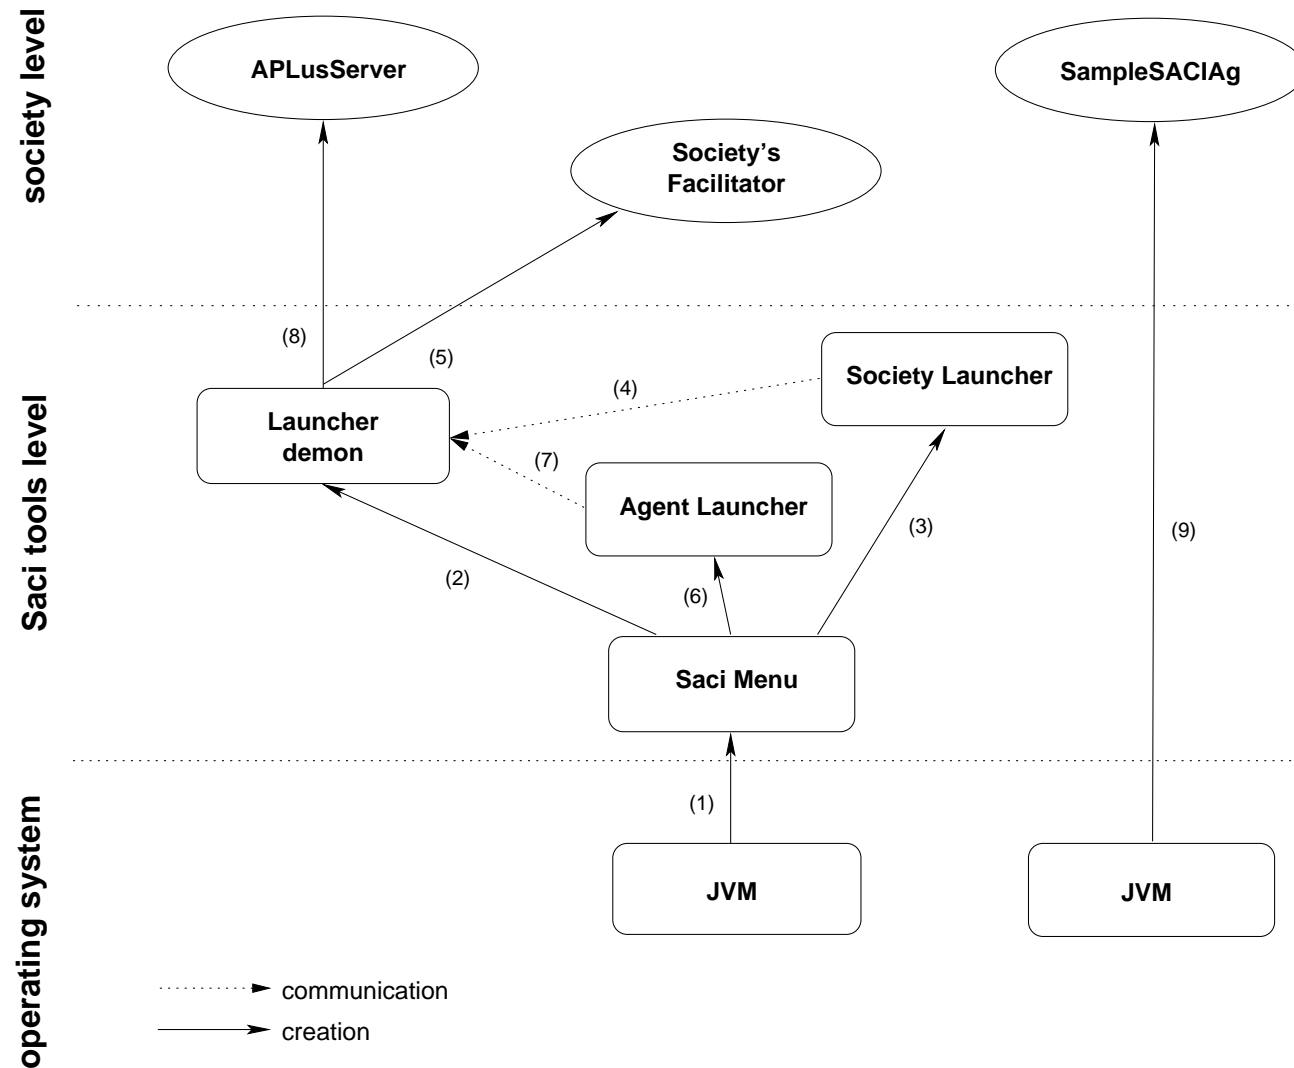 society level
APLusServer
SampleSACIAg
Society's
Facilitator
(8)
(5)
Saci tools level
Society Launcher
(4)
Launcher
demon
(7)
Agent Launcher
(3)
(9)
(2)
(6)
Saci Menu
operating system
(1)
JVM
JVM
communication
creation